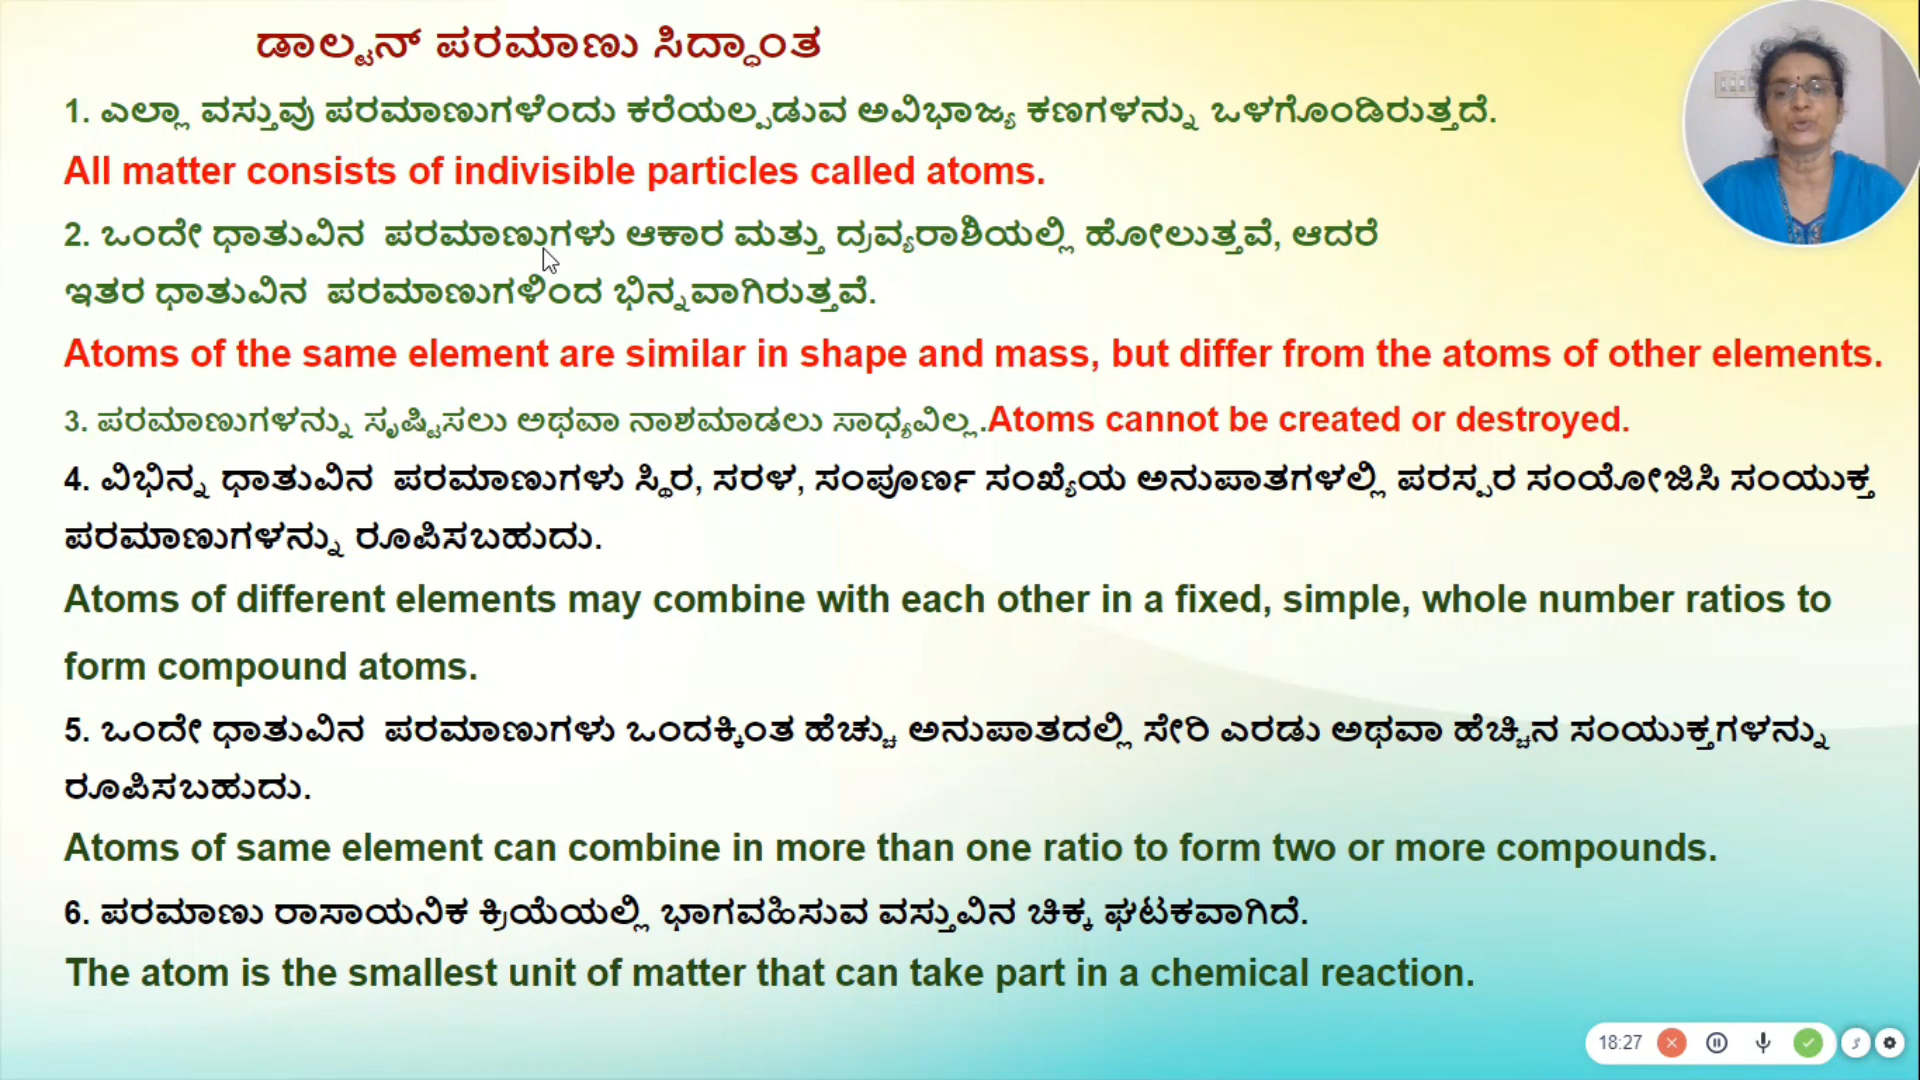 ಡಾಲ್ಟನ್ ಪರಮಾಣು ಸಿದ್ಧಾಂತ
1. ಎಲ್ಲಾ ವಸ್ತುವು ಪರಮಾಣುಗಳೆಂದು ಕರೆಯಲ್ಪಡುವ ಅವಿಭಾಜ್ಯ ಕಣಗಳನ್ನು ಒಳಗೊಂಡಿರುತ್ತದೆ.
All matter consists of indivisible particles called atoms.
2. ಒಂದೇ ಧಾತುವಿನ ಪರಮಾಣುಗಳು ಆಕಾರ ಮತ್ತು ದ್ರವ್ಯರಾಶಿಯಲ್ಲಿ ಹೋಲುತ್ತವೆ, ಆದರೆ
ಇತರ ಧಾತುವಿನ ಪರಮಾಣುಗಳಿಂದ ಭಿನ್ನವಾಗಿರುತ್ತವೆ.
Atoms of the same element are similar in shape and mass, but differ from the atoms of other elements.
3. ಪರಮಾಣುಗಳನ್ನು ಸೃಷ್ಟಿಸಲು ಅಥವಾ ನಾಶಮಾಡಲು ಸಾಧ್ಯವಿಲ್ಲ.Atoms cannot be created or destroyed.
4. ವಿಭಿನ್ನ ಧಾತುವಿನ ಪರಮಾಣುಗಳು ಸ್ಥಿರ, ಸರಳ, ಸಂಪೂರ್ಣ ಸಂಖ್ಯೆಯ ಅನುಪಾತಗಳಲ್ಲಿ ಪರಸ್ಪರ ಸಂಯೋಜಿಸಿ ಸಂಯುಕ್ತ
ಪರಮಾಣುಗಳನ್ನು ರೂಪಿಸಬಹುದು.
Atoms of different elements may combine with each other in a fixed, simple, whole number ratios to
form compound atoms.
5. ಒಂದೇ ಧಾತುವಿನ ಪರಮಾಣುಗಳು ಒಂದಕ್ಕಿಂತ ಹೆಚ್ಚು ಅನುಪಾತದಲ್ಲಿ ಸೇರಿ ಎರಡು ಅಥವಾ ಹೆಚ್ಚಿನ ಸಂಯುಕ್ತಗಳನ್ನು
ರೂಪಿಸಬಹುದು.
Atoms of same element can combine in more than one ratio to form two or more compounds.
6. ಪರಮಾಣು ರಾಸಾಯನಿಕ ಕ್ರಿಯೆಯಲ್ಲಿ ಭಾಗವಹಿಸುವ ವಸ್ತುವಿನ ಚಿಕ್ಕ ಘಟಕವಾಗಿದೆ.
The atom is the smallest unit of matter that can take part in a chemical reaction.
18:27